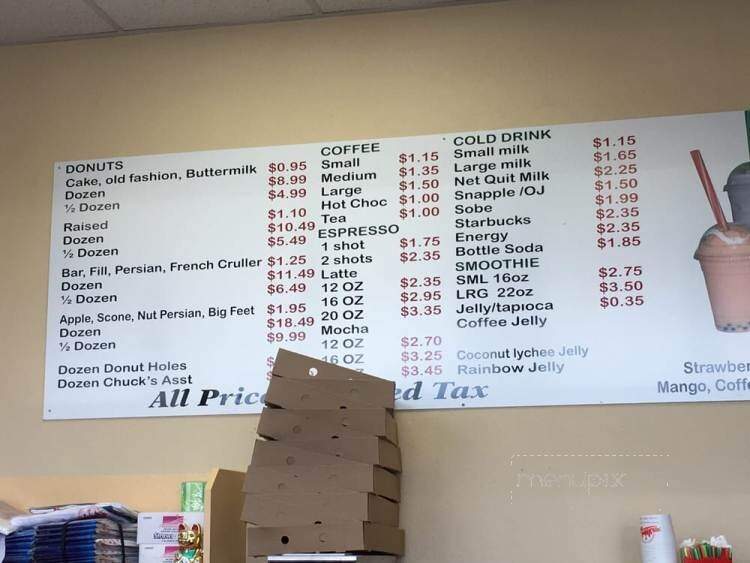 DONUTS
Cake, old fashion, Buttermilk $0.95
Dozen $8.99
½ Dozen $4.99
Raised $1.10
Dozen $10.49
½ Dozen $5.49
Bar, Fill, Persian, French Cruller $1.25
Dozen $11.49
½ Dozen $6.49
Apple, Scone, Nut Persian, Big Feet $1.95
Dozen $18.49
½ Dozen $9.99
Dozen Donut Holes $
Dozen Chuck's Asst
COFFEE
Small $1.15
Medium $1.35
Large $1.50
Hot Choc $1.00
Tea $1.00
ESPRESSO
1 shot $1.75
2 shots $2.35
Latte
12 OZ $2.35
16 OZ $2.95
20 OZ $3.35
Mocha
12 OZ $2.70
16 OZ $3.25
$3.45
COLD DRINK
Small milk $1.15
Large milk $1.65
Net Quit Milk $2.25
Snapple /OJ $1.50
Sobe $1.99
Starbucks $2.35
Energy $2.35
Bottle Soda $1.85
SMOOTHIE
SML 16oz $2.75
LRG 22oz $3.50
Jelly/tapioca $0.35
Coffee Jelly
Coconut lychee Jelly
Rainbow Jelly
Strawber
Mango, Coff
All Pric ed Tax
menupix